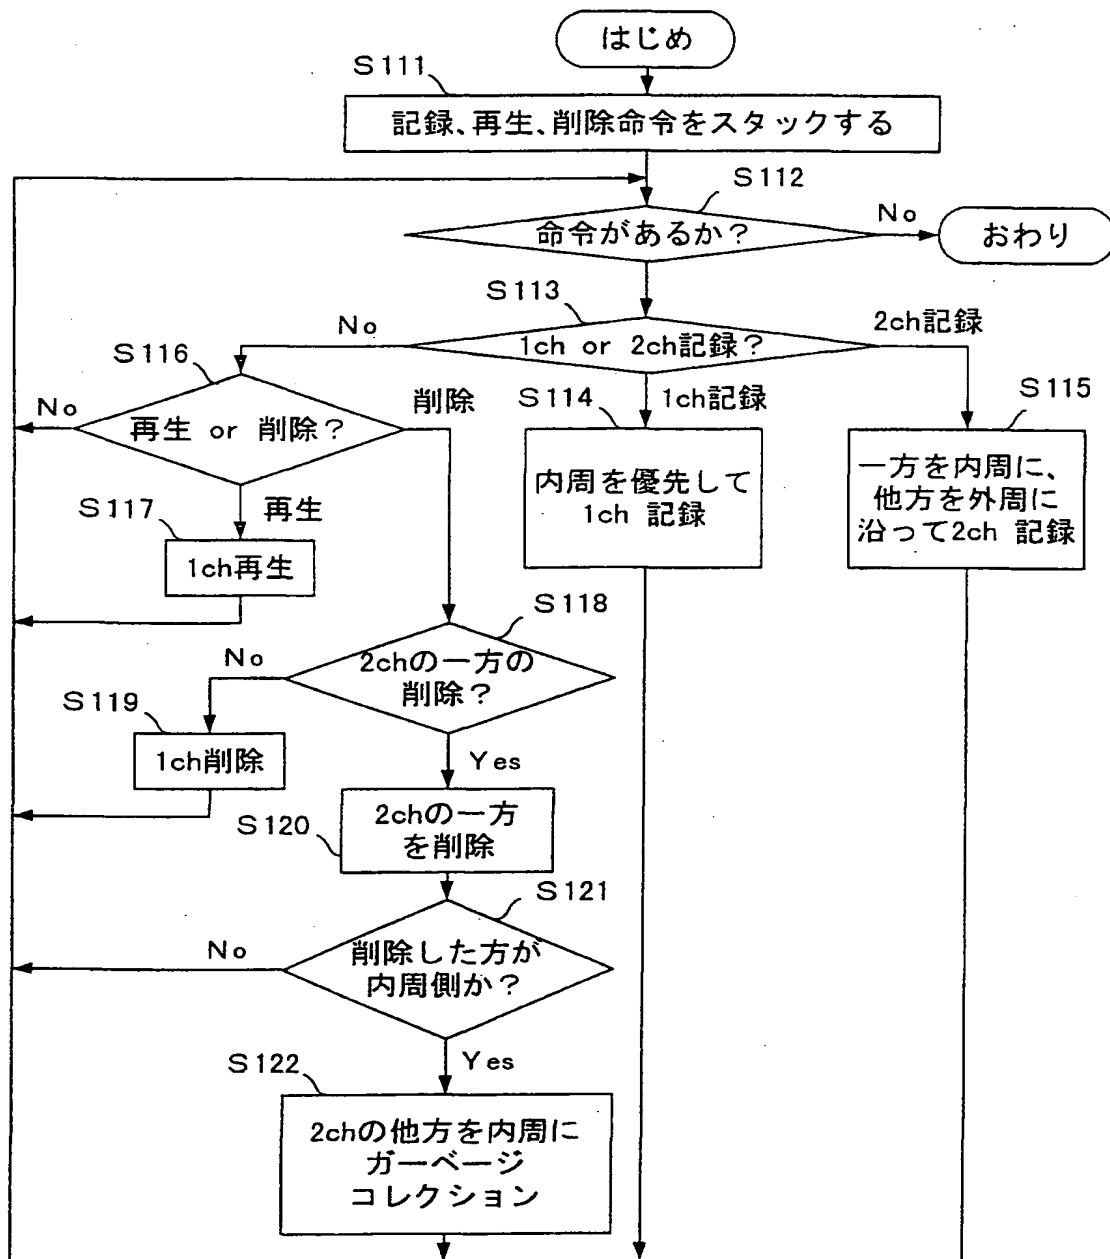 はじめ
S111
記録、再生、削除命令をスタックする
S112
命令があるか?
No
おわり
S113
No
1ch or 2ch記録?
2ch記録
S116
No
再生 or 削除?
削除
S114
1ch記録
S115
内周を優先して
1ch 記録
一方を内周に、
他方を外周に
沿って2ch 記録
S117
再生
1ch再生
S118
No
2chの一方の
削除?
S119
1ch削除
Yes
S120
2chの一方
を削除
S121
No
削除した方が
内周側か?
Yes
S122
2chの他方を内周に
ガーベージ
コレクション